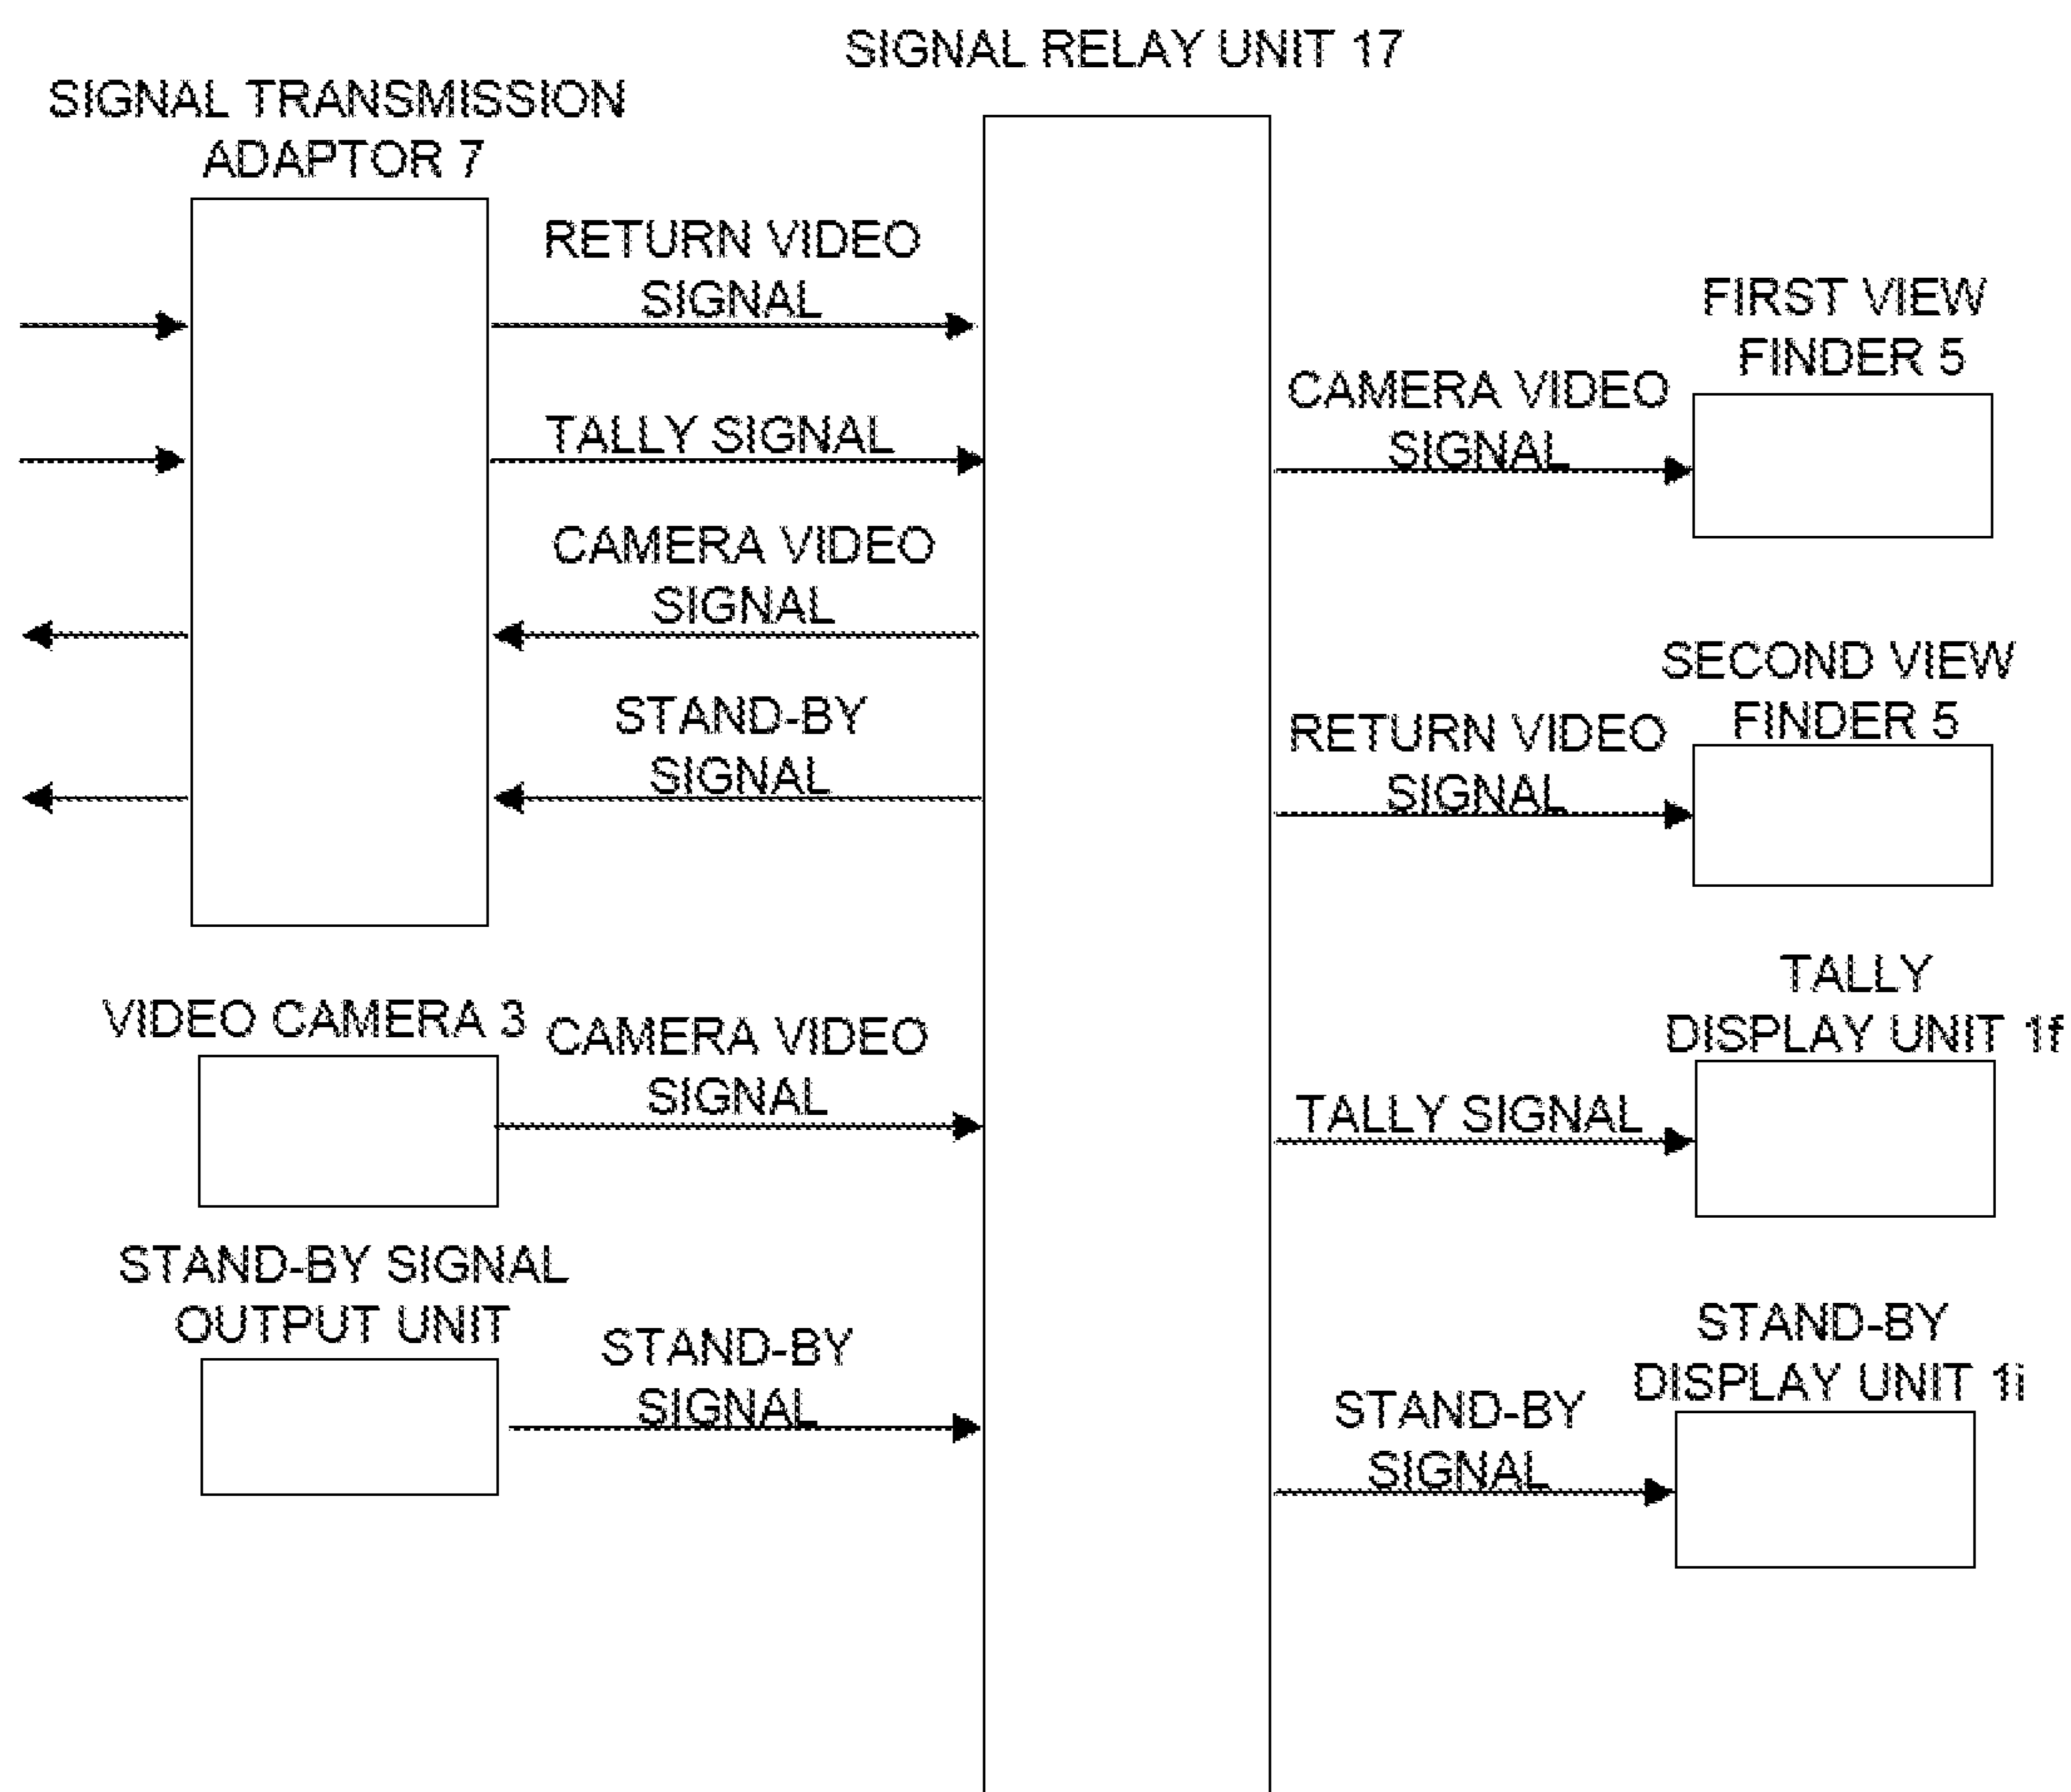 SIGNAL RELAY UNIT 17
SIGNAL TRANSMISSION
ADAPTOR 7
RETURN VIDEO
SIGNAL
TALLY SIGNAL
CAMERA VIDEO
SIGNAL
STAND-BY
SIGNAL
VIDEO CAMERA 3
CAMERA VIDEO
SIGNAL
STAND-BY SIGNAL
OUTPUT UNIT
STAND-BY
SIGNAL
FIRST VIEW
FINDER 5
CAMERA VIDEO
SIGNAL
SECOND VIEW
FINDER 5
RETURN VIDEO
SIGNAL
TALLY
DISPLAY UNIT 1f
TALLY SIGNAL
STAND-BY
DISPLAY UNIT 1i
STAND-BY
SIGNAL